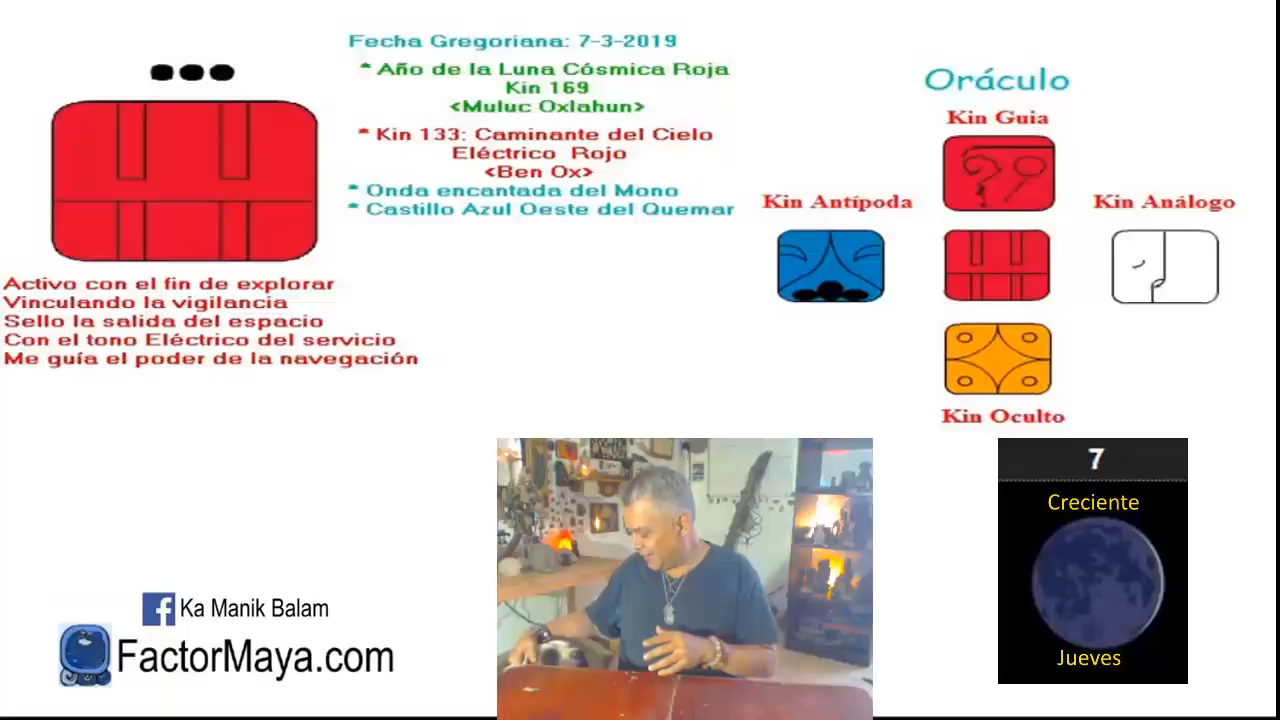 Fecha Gregoriana: 7-3-2019
* Año de la Luna Cósmica Roja
Kin 169
<Muluc Oxlahun>
* Kin 133: Caminante del Cielo
Eléctrico Rojo
<Ben Ox>
* Onda encantada del Mono
* Castillo Azul Oeste del Quemar
Activo con el fin de explorar
Vinculando la vigilancia
Sello la salida del espacio
Con el tono Eléctrico del servicio
Me guía el poder de la navegación
Oráculo
Kin Guia
Kin Antípoda
Kin Análogo
Kin Oculto
7
Creciente
Jueves
f Ka Manik Balam
FactorMaya.com